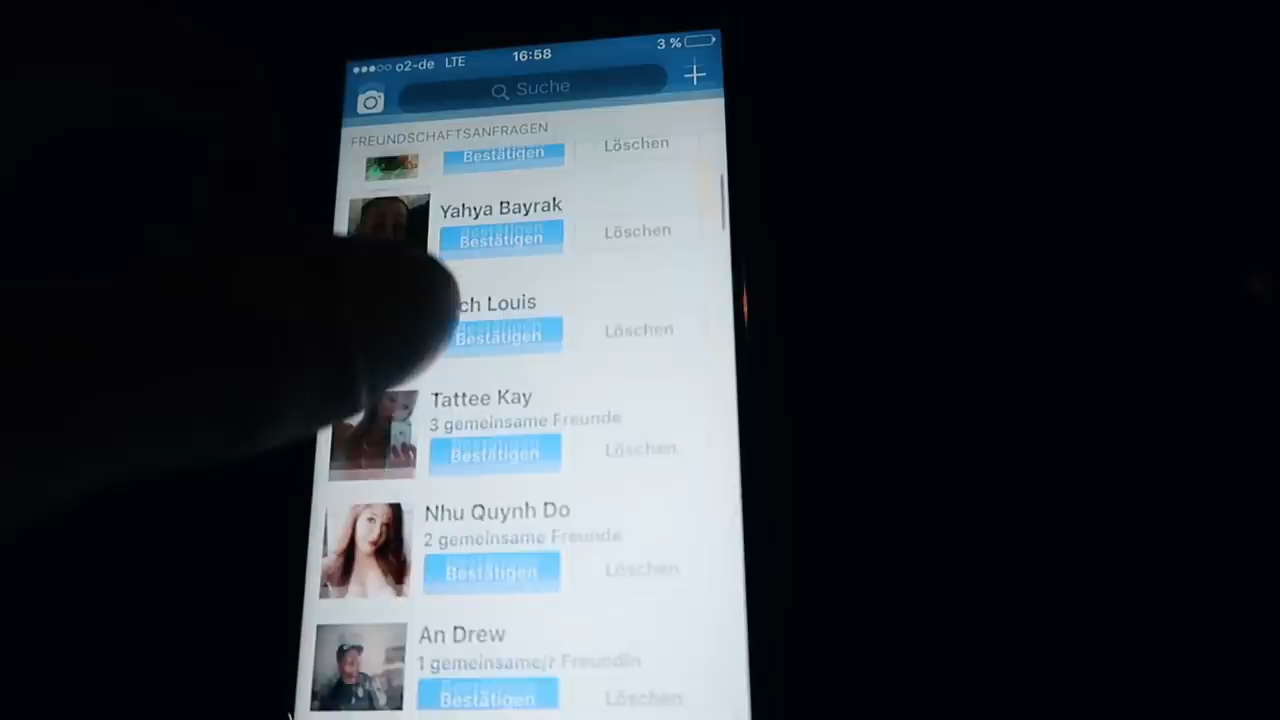 o2-de LTE 16:58 3 %
Suche
FREUNDSCHAFTSANFRAGEN
Bestätigen Löschen
Yahya Bayrak
Bestätigen Löschen
Louis
Bestätigen Löschen
Tattee Kay
3 gemeinsame Freunde
Bestätigen Löschen
Nhu Quynh Do
2 gemeinsame Freunde
Bestätigen Löschen
An Drew
1 gemeinsame/r FreundIn
Bestätigen Löschen